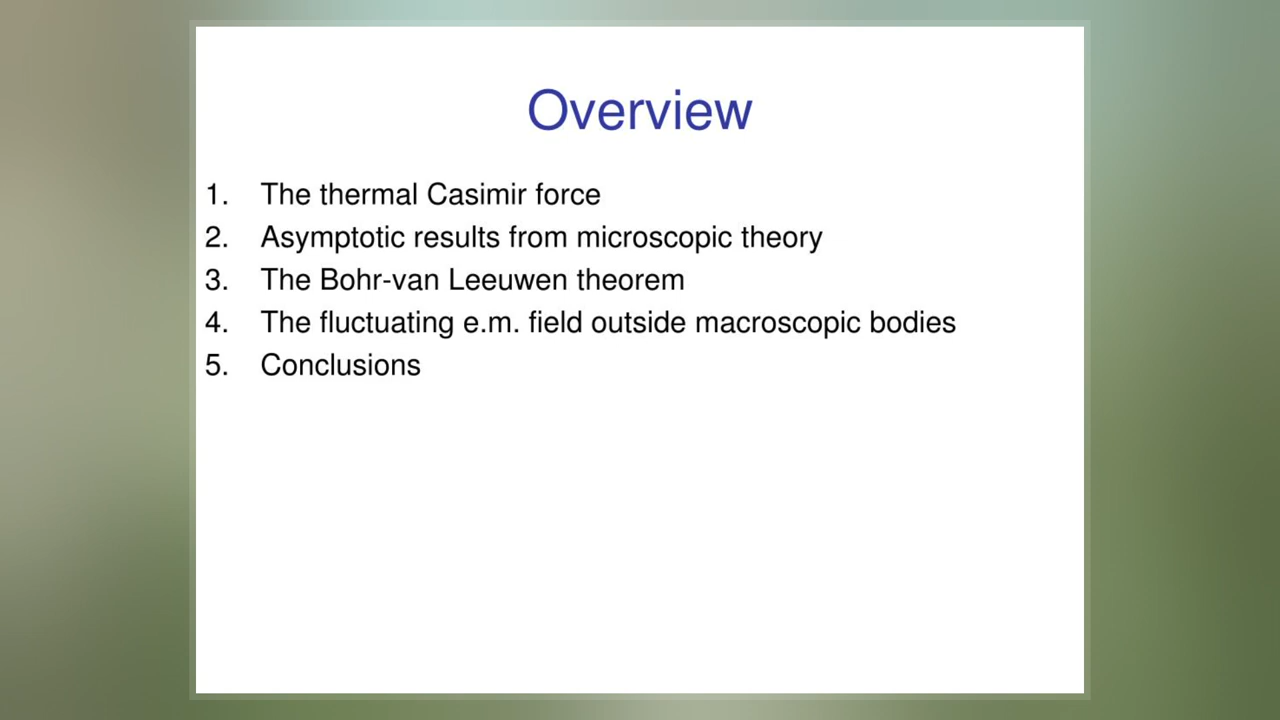 Overview
1. The thermal Casimir force
2. Asymptotic results from microscopic theory
3. The Bohr-van Leeuwen theorem
4. The fluctuating e.m. field outside macroscopic bodies
5. Conclusions